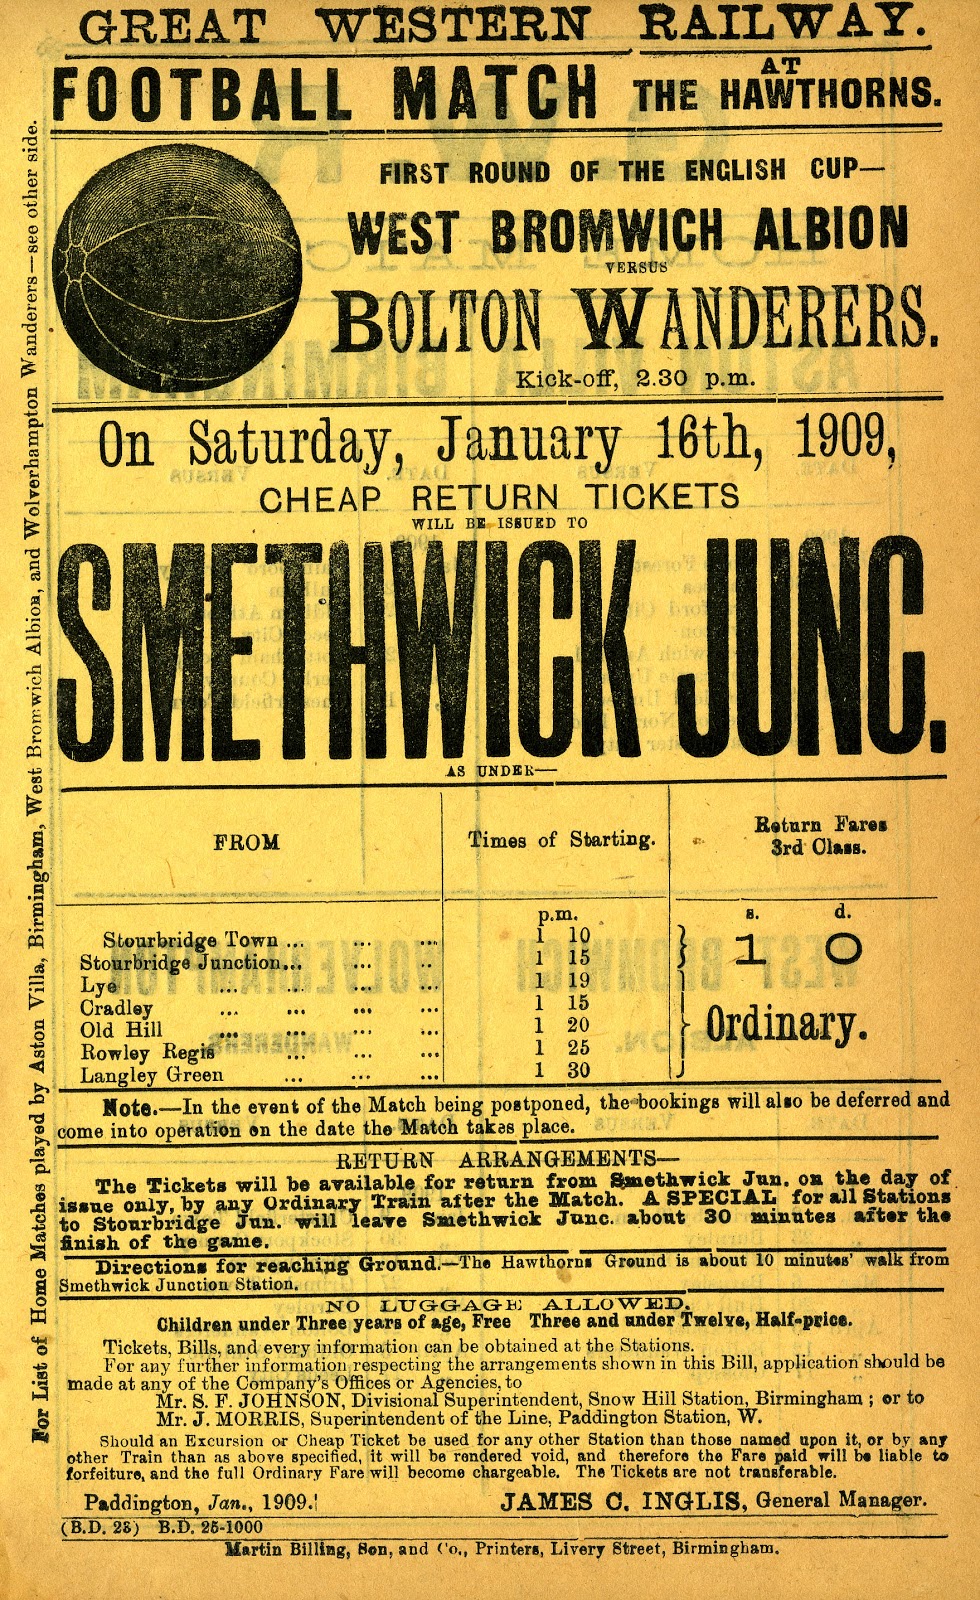 GREAT WESTERN RAILWAY.
FOOTBALL MATCH AT THE HAWTHORNS.
FIRST ROUND OF THE ENGLISH CUP—
WEST BROMWICH ALBION
VERSUS
BOLTON WANDERERS.
Kick-off, 2.30 p.m.
On Saturday, January 16th, 1909,
CHEAP RETURN TICKETS
WILL BE ISSUED TO
SMETHWICK JUNC.
AS UNDER—
FROM Times of Starting. Return Fares 3rd Class.
p.m. s. d.
Stourbridge Town ... ... ... 1 10
Stourbridge Junction... ... .. 1 15
1 0
Lye ... ... ... ... 1 19
Cradley ... ... ... ... 1 15
Old Hill ... ... ... 1 20
Ordinary.
Rowley Regis ... ... 1 25
Langley Green ... ... ... 1 30
Note.—In the event of the Match being postponed, the bookings will also be deferred and
come into operation on the date the Match takes place.
RETURN ARRANGEMENTS—
The Tickets will be available for return from Smethwick Jun. on the day of
issue only, by any Ordinary Train after the Match. A SPECIAL for all Stations
to Stourbridge Jun. will leave Smethwick Junc. about 30 minutes after the
finish of the game.
Directions for reaching Ground.—The Hawthorns Ground is about 10 minutes' walk from
Smethwick Junction Station.
NO LUGGAGE ALLOWED.
Children under Three years of age, Free Three and under Twelve, Half-price.
Tickets, Bills, and every information can be obtained at the Stations.
For any further information respecting the arrangements shown in this Bill, application should be
made at any of the Company's Offices or Agencies, to
Mr. S. F. JOHNSON, Divisional Superintendent, Snow Hill Station, Birmingham ; or to
Mr. J. MORRIS, Superintendent of the Line, Paddington Station, W.
Should an Excursion or Cheap Ticket be used for any other Station than those named upon it, or by any
other Train than as above specified, it will be rendered void, and therefore the Fare paid will be liable to
forfeiture, and the full Ordinary Fare will become chargeable. The Tickets are not transferable.
Paddington, Jan., 1909. JAMES C. INGLIS, General Manager.
(B.D. 23) B.D. 25-1000
Martin Billing, Son, and Co., Printers, Livery Street, Birmingham.
For List of Home Matches played by Aston Villa, Birmingham, West Bromwich Albion, and Wolverhampton Wanderers—see other side.